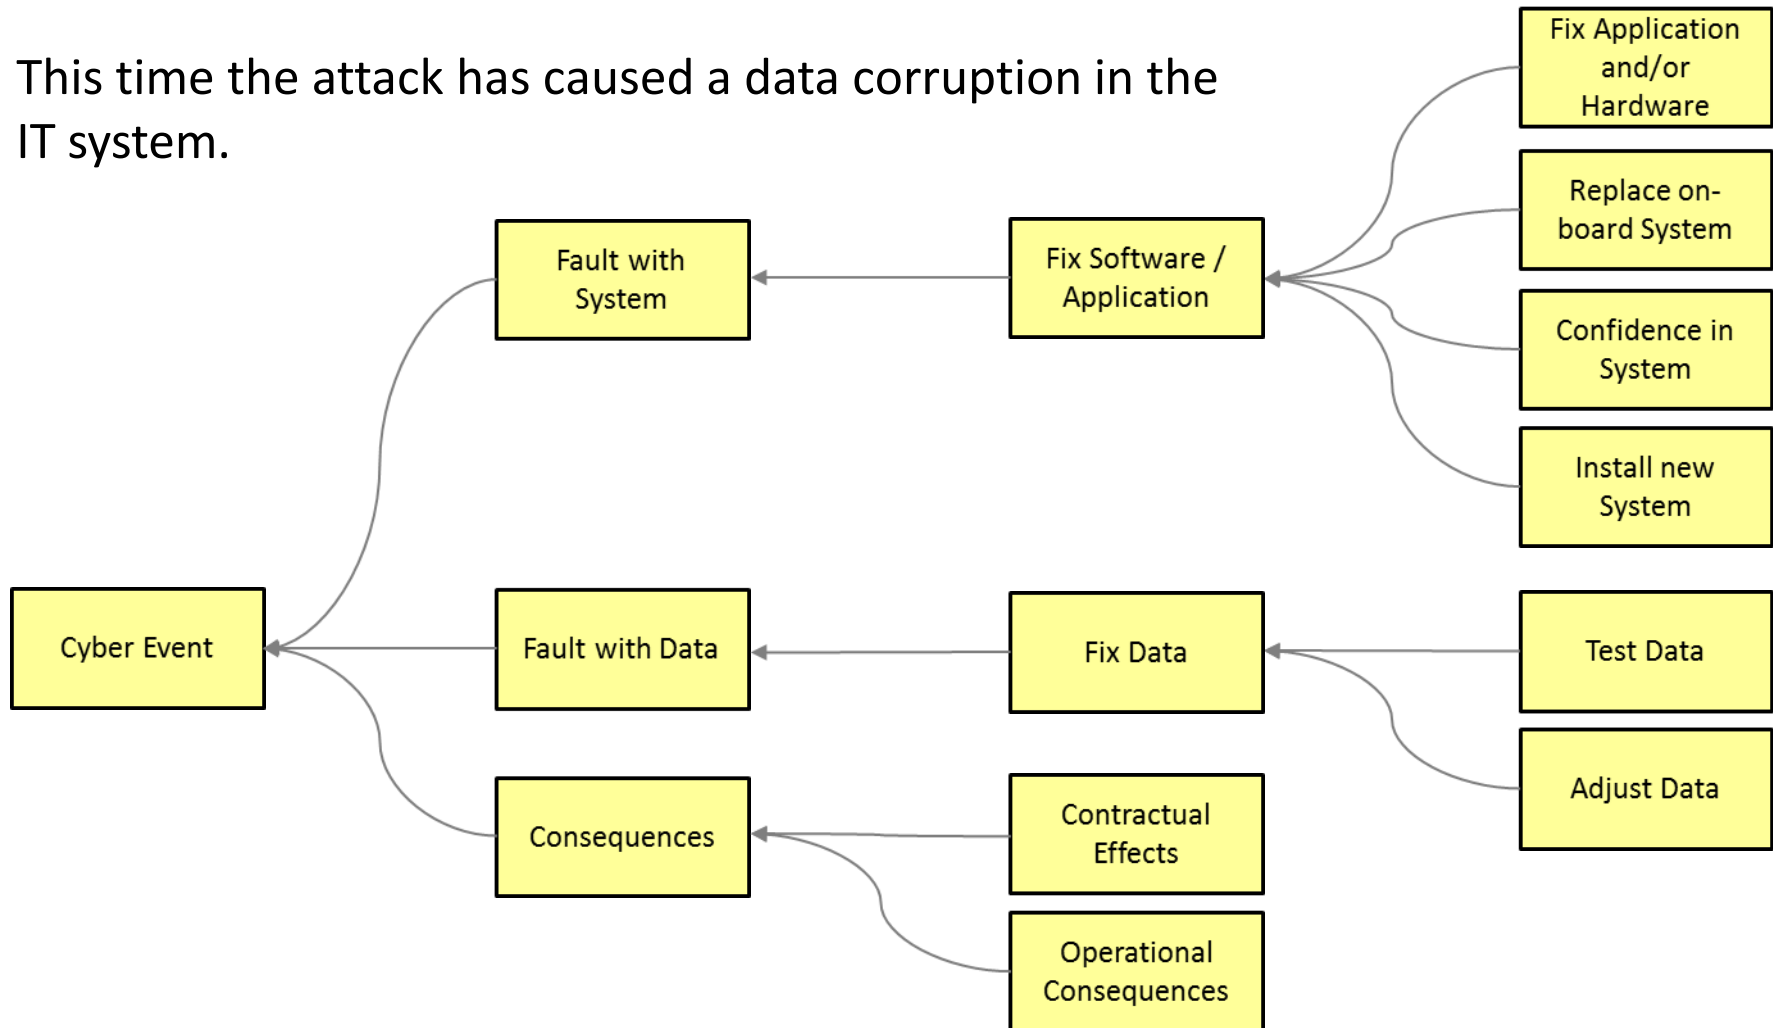 This time the attack has caused a data corruption in the
IT system.
Fix Application
and/or
Hardware
Replace on-
board System
Fault with
System
Fix Software /
Application
Confidence in
System
Install new
System
Cyber Event
Fault with Data
Fix Data
Test Data
Adjust Data
Consequences
Contractual
Effects
Operational
Consequences